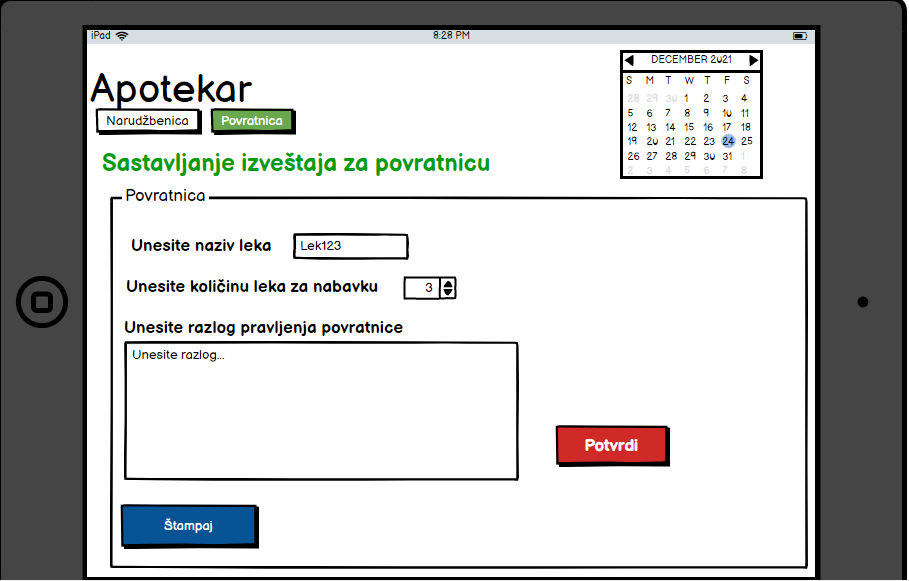 iPad 8:28 PM
Apotekar
Narudžbenica Povratnica
DECEMBER 2021
S M T W T F S
28 29 30 1 2 3 4
5 6 7 8 9 10 11
12 13 14 15 16 17 18
19 20 21 22 23 24 25
26 27 28 29 30 31 1
2 3 4 5 6 7 8
Sastavljanje izveštaja za povratnicu
Povratnica
Unesite naziv leka Lek123
Unesite količinu leka za nabavku 3
Unesite razlog pravljenja povratnice
Unesite razlog...
Potvrdi
Štampaj